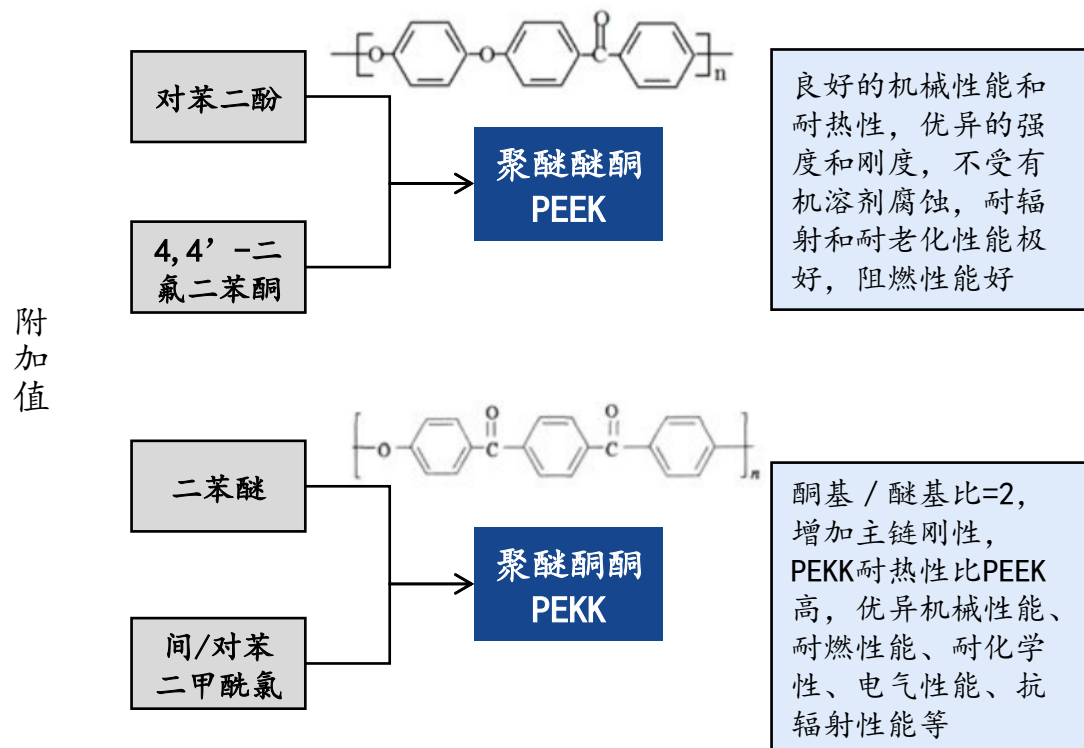 附
加
值
O
O
O
C
n
对苯二酚
聚醚醚酮
PEEK
4,4’-二
氟二苯酮
良好的机械性能和
耐热性，优异的强
度和刚度，不受有
机溶剂腐蚀，耐辐
射和耐老化性能极
好，阻燃性能好
O
O
O
C
C
n
二苯醚
聚醚酮酮
PEKK
间/对苯
二甲酰氯
酮基／醚基比=2，
增加主链刚性，
PEKK耐热性比PEEK
高，优异机械性能、
耐燃性能、耐化学
性、电气性能、抗
辐射性能等